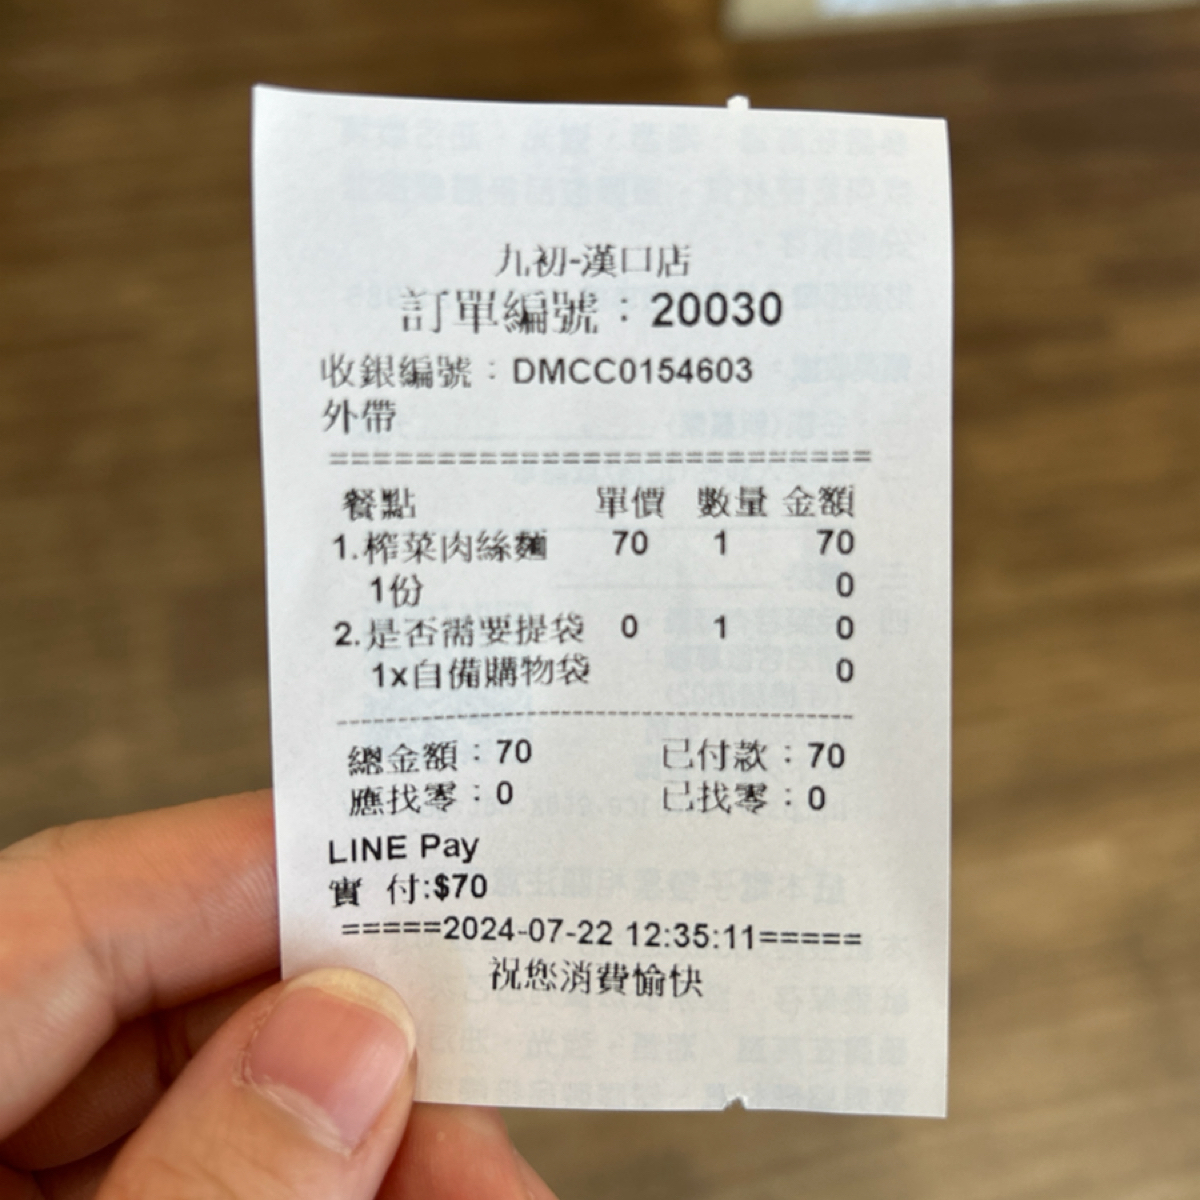 九初-漢口店
訂單編號：20030
收銀編號：DMCC0154603
外帶
==============================
餐點 單價 數量 金額
1.榨菜肉絲麵 70 1 70
1份 0
2.是否需要提袋 0 1 0
1x自備購物袋 0
--------------------------------------------------
總金額：70 已付款：70
應找零：0 已找零：0
LINE Pay
實 付:$70
=====2024-07-22 12:35:11=====
祝您消費愉快